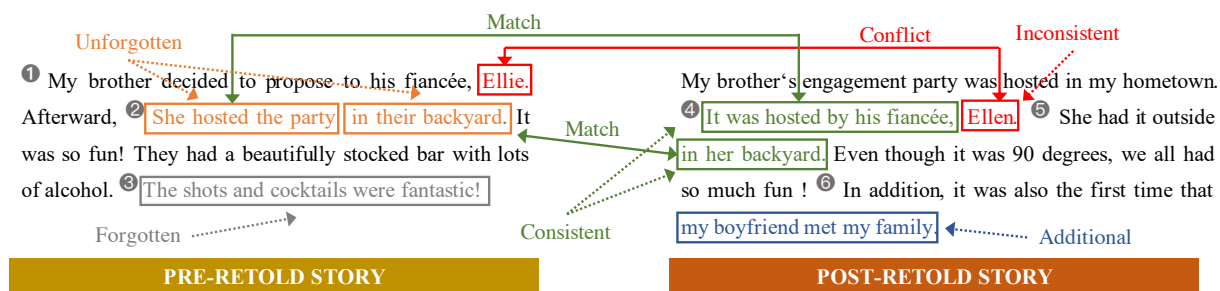 Match
Unforgotten
Conflict
Inconsistent
❶ My brother decided to propose to his fiancée, Ellie.
Afterward, ❷ She hosted the party in their backyard. It
was so fun! They had a beautifully stocked bar with lots
of alcohol. ❸ The shots and cocktails were fantastic!
Forgotten
PRE-RETOLD STORY
Match
My brother‘s engagement party was hosted in my hometown.
❹ It was hosted by his fiancée, Ellen. ❺ She had it outside
in her backyard. Even though it was 90 degrees, we all had
so much fun ! ❻ In addition, it was also the first time that
my boyfriend met my family.
Consistent
Additional
POST-RETOLD STORY